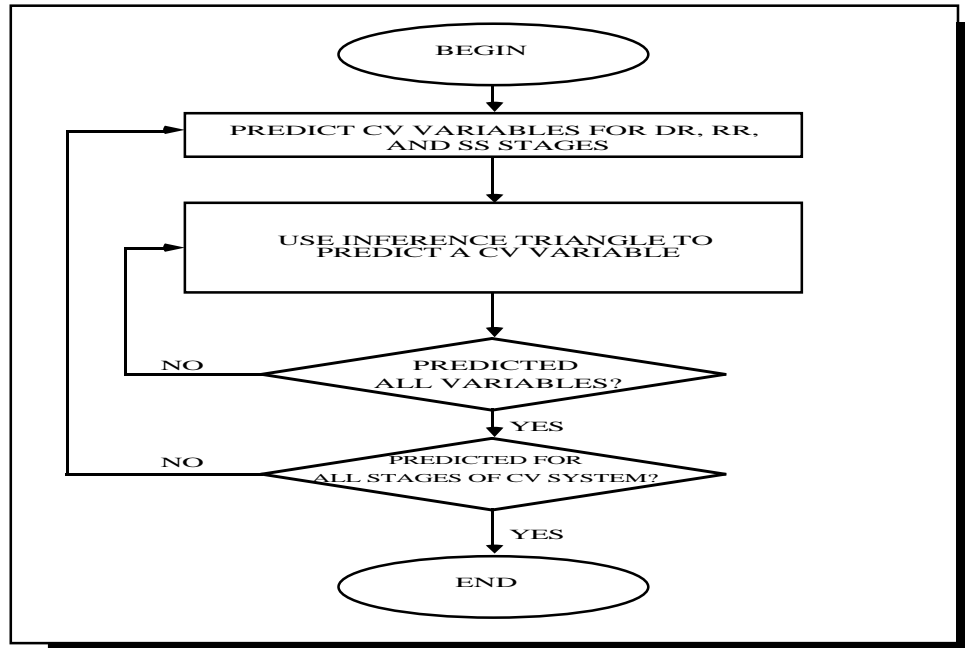 BEGIN
PREDICT CV VARIABLES FOR DR, RR,
AND SS STAGES
USE INFERENCE TRIANGLE TO
PREDICT A CV VARIABLE
NO
PREDICTED
ALL VARIABLES?
YES
NO
PREDICTED FOR
ALL STAGES OF CV SYSTEM?
YES
END